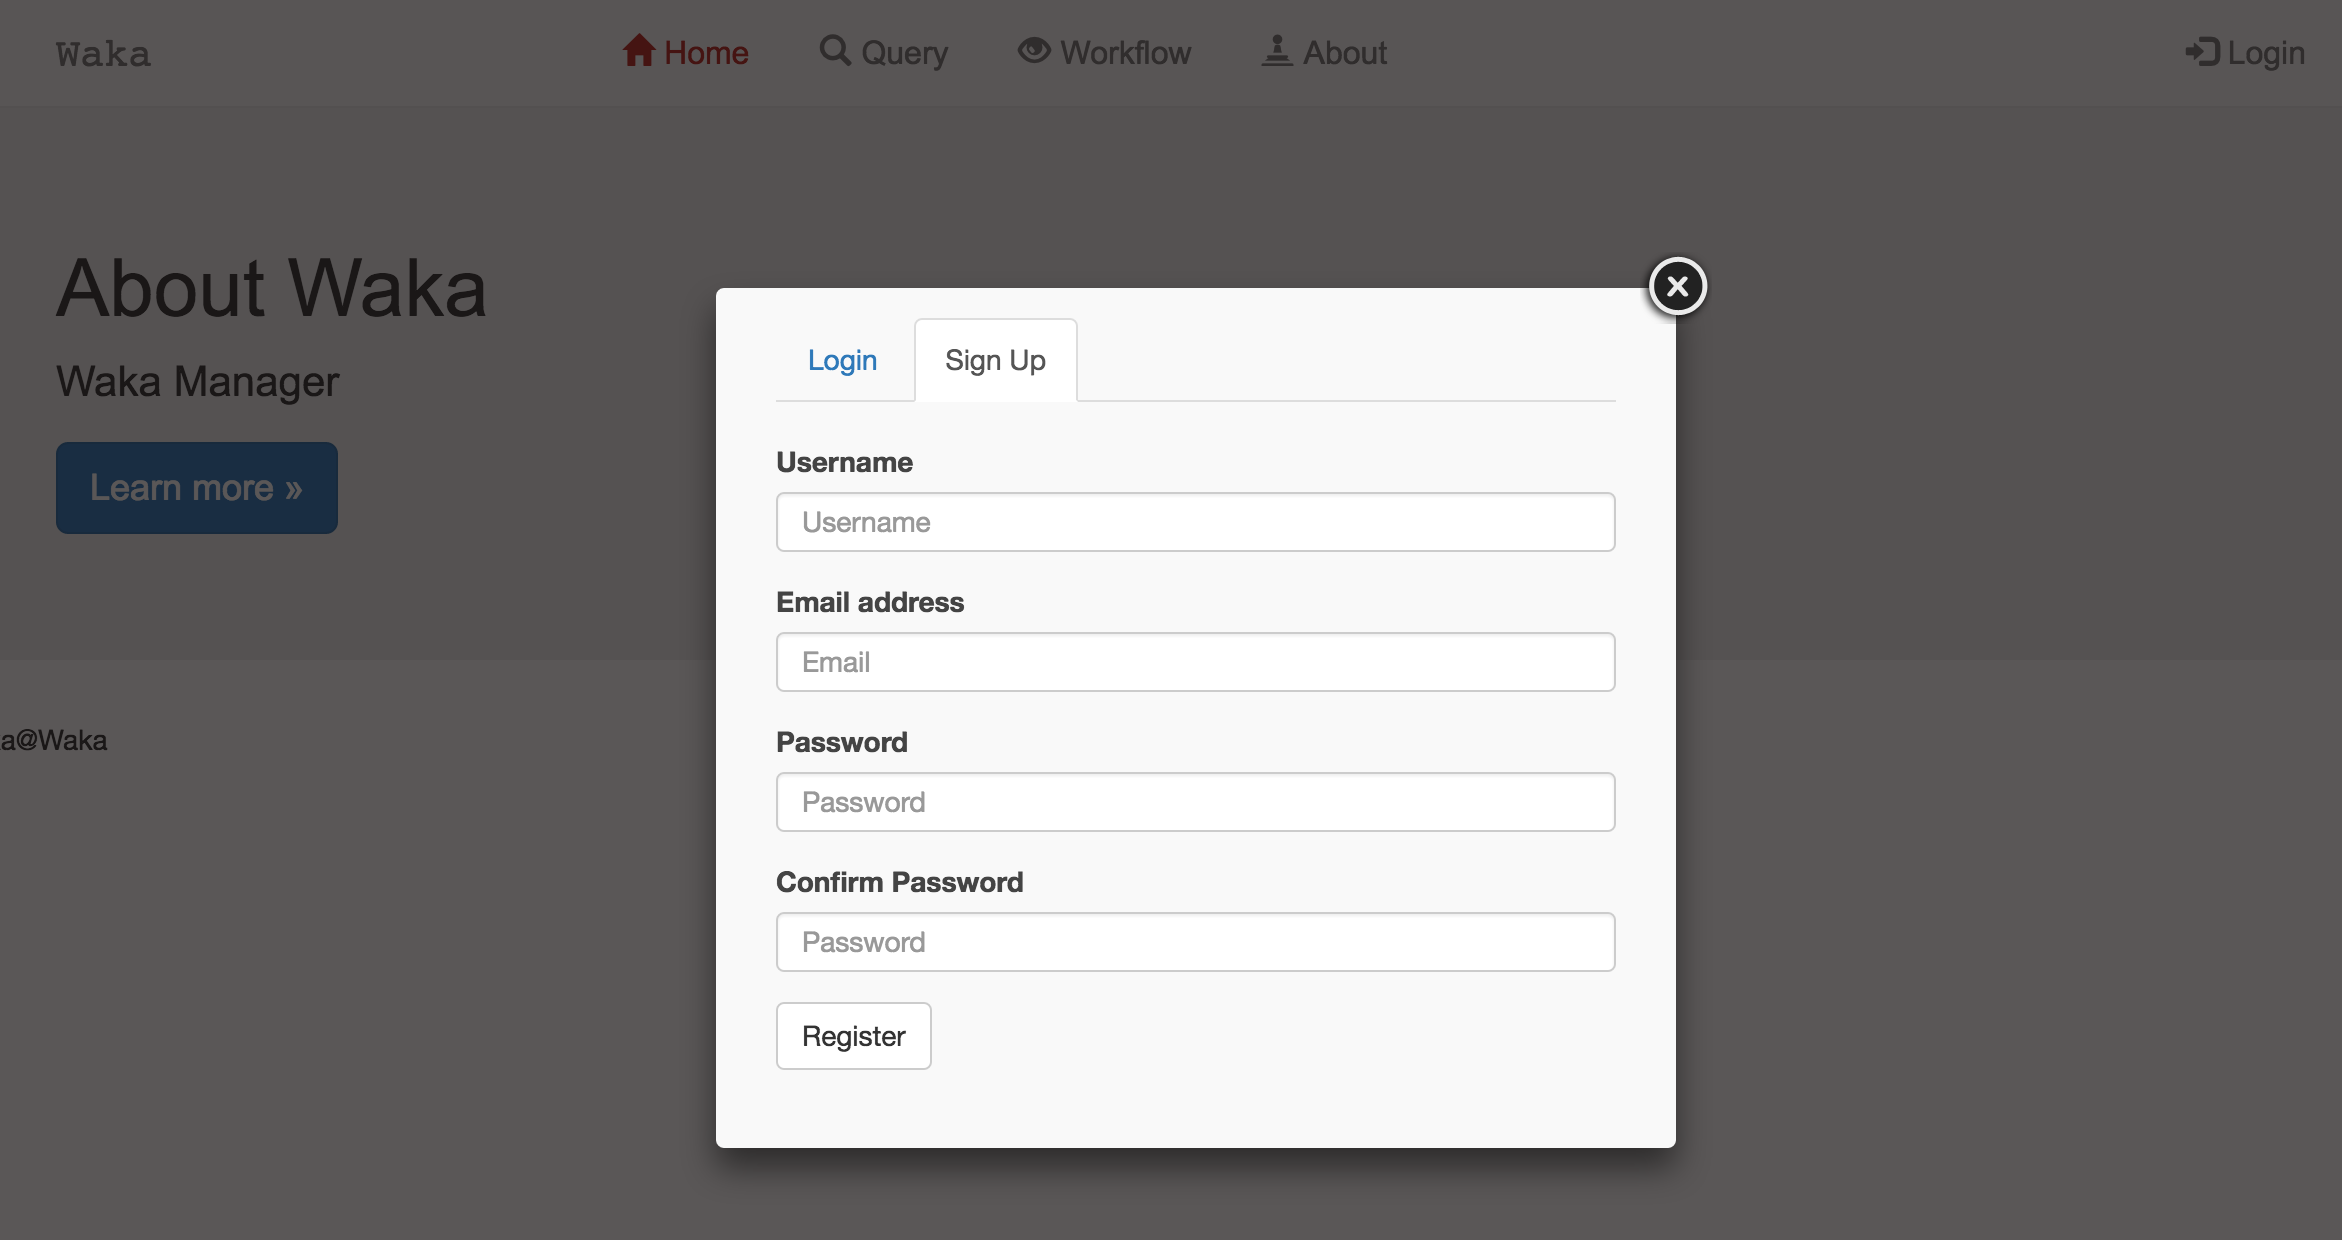 Waka
Home
Query
Workflow
About
Login
About Waka
Waka Manager
Learn more »
a@Waka
Login
Sign Up
Username
Username
Email address
Email
Password
Password
Confirm Password
Password
Register